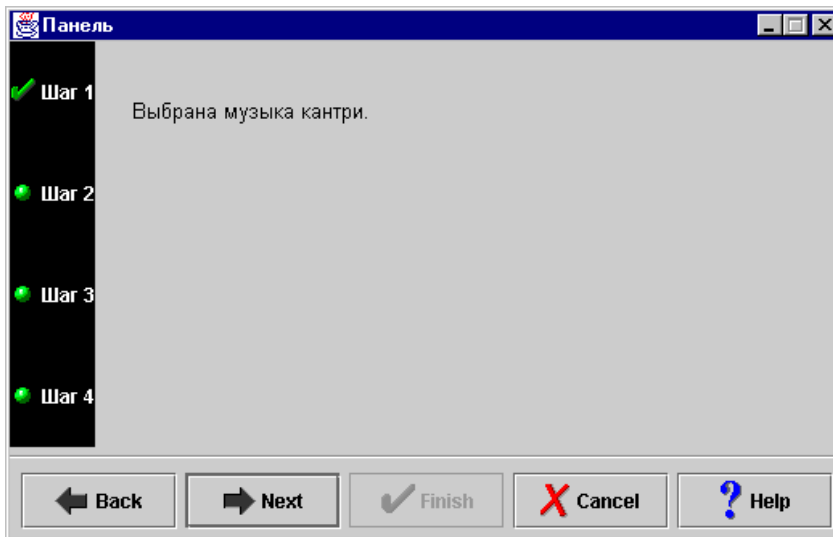 Панель
Шаг 1
Выбрана музыка кантри.
Шаг 2
Шаг 3
Шаг 4
Back
Next
Finish
Cancel
Help